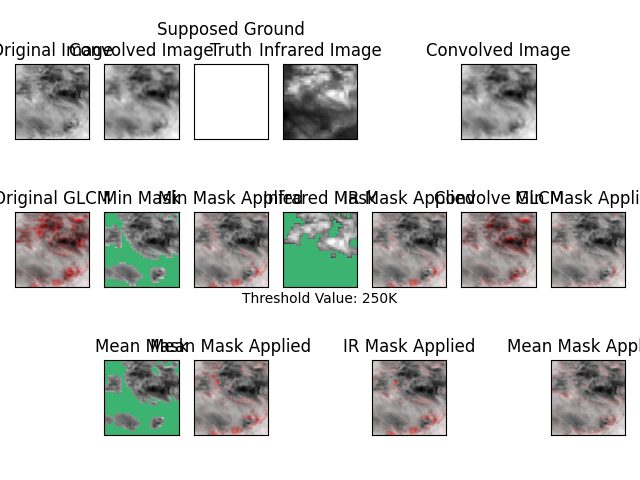 Supposed Ground
Original Image Convolved Image Truth Infrared Image Convolved Image
Original GLCM Min Mask Min Mask Applied Infrared Mask IR Mask Applied Convolve GLCM Min Mask Appli
Threshold Value: 250K
Mean Mask Mean Mask Applied IR Mask Applied Mean Mask Appl